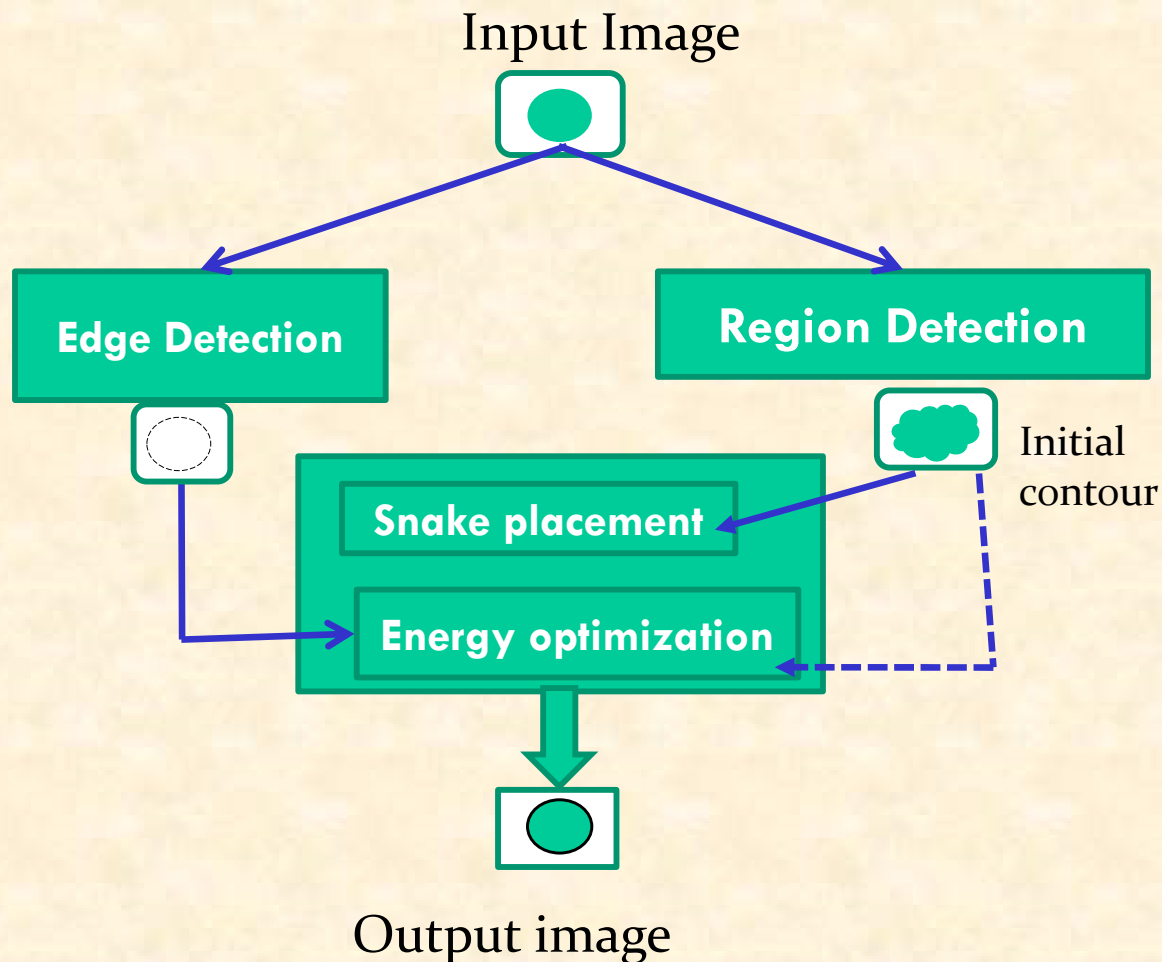 Input Image
Edge Detection
Region Detection
Initial
contour
Snake placement
Energy optimization
Output image